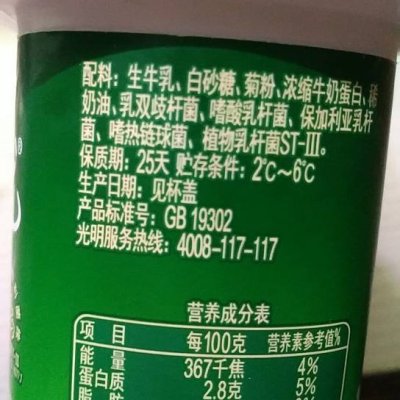 配料：生牛乳、白砂糖、菊粉、浓缩牛奶蛋白、稀
奶油、乳双歧杆菌、嗜酸乳杆菌、保加利亚乳杆
菌、嗜热链球菌、植物乳杆菌ST-III。
保质期：25天 贮存条件：2℃～6℃
生产日期：见杯盖
产品标准号：GB 19302
光明服务热线：4008-117-117
营养成分表
项目 每100克 营养素参考值%
能量 367千焦 4%
蛋白质 2.8克 5%